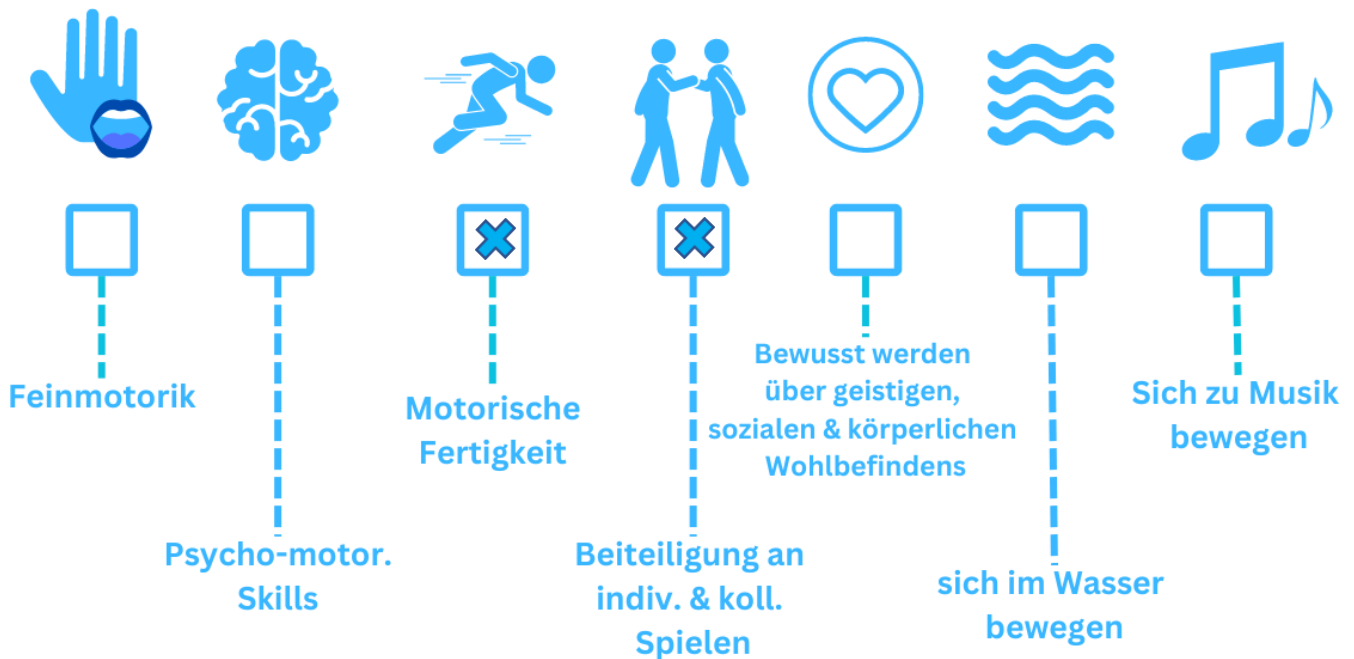 Feinmotorik
Psycho-motor.
Skills
Motorische
Fertigkeit
Beiteiligung an
indiv. & koll.
Spielen
Bewusst werden
über geistigen,
sozialen & körperlichen
Wohlbefindens
sich im Wasser
bewegen
Sich zu Musik
bewegen